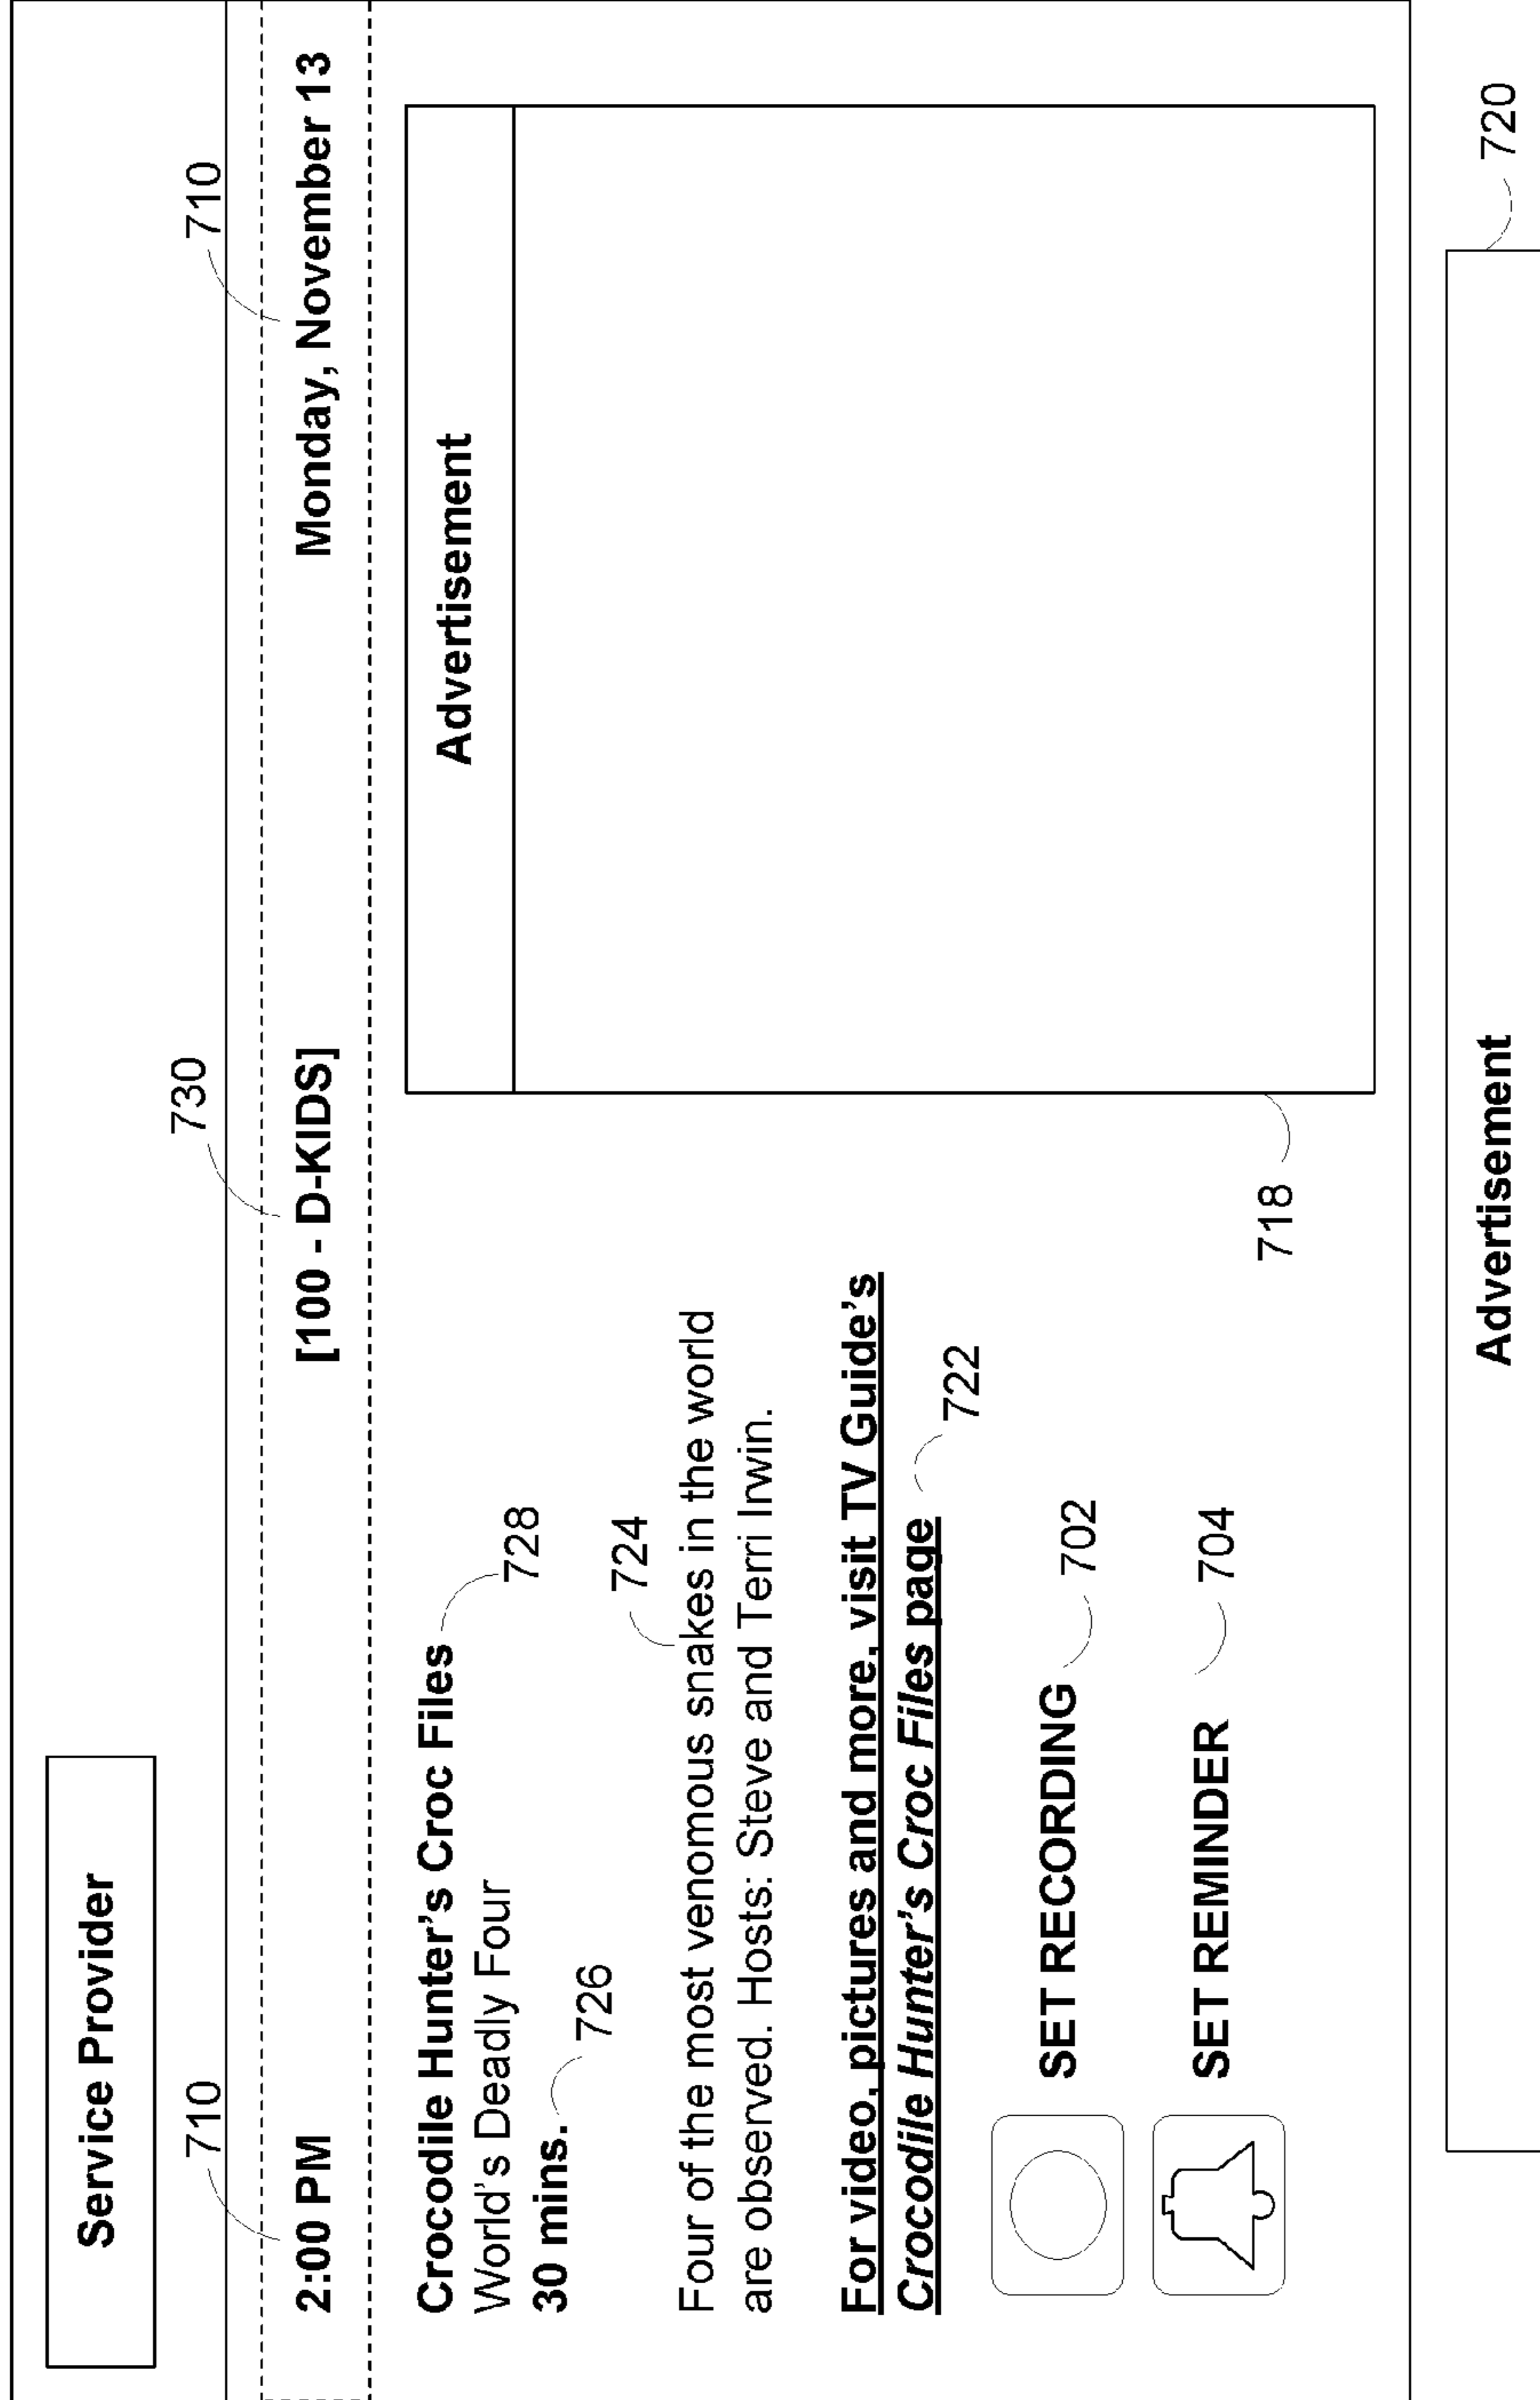 Service Provider
710
730
710
2:00 PM
[100 - D-KIDS]
Monday, November 13
Crocodile Hunter's Croc Files
728
World's Deadly Four
30 mins.
726
724
Four of the most venomous snakes in the world
are observed. Hosts: Steve and Terri Irwin.
For video, pictures and more, visit TV Guide's
Crocodile Hunter's Croc Files page
722
SET RECORDING
702
SET REMINDER
704
Advertisement
718
Advertisement
720